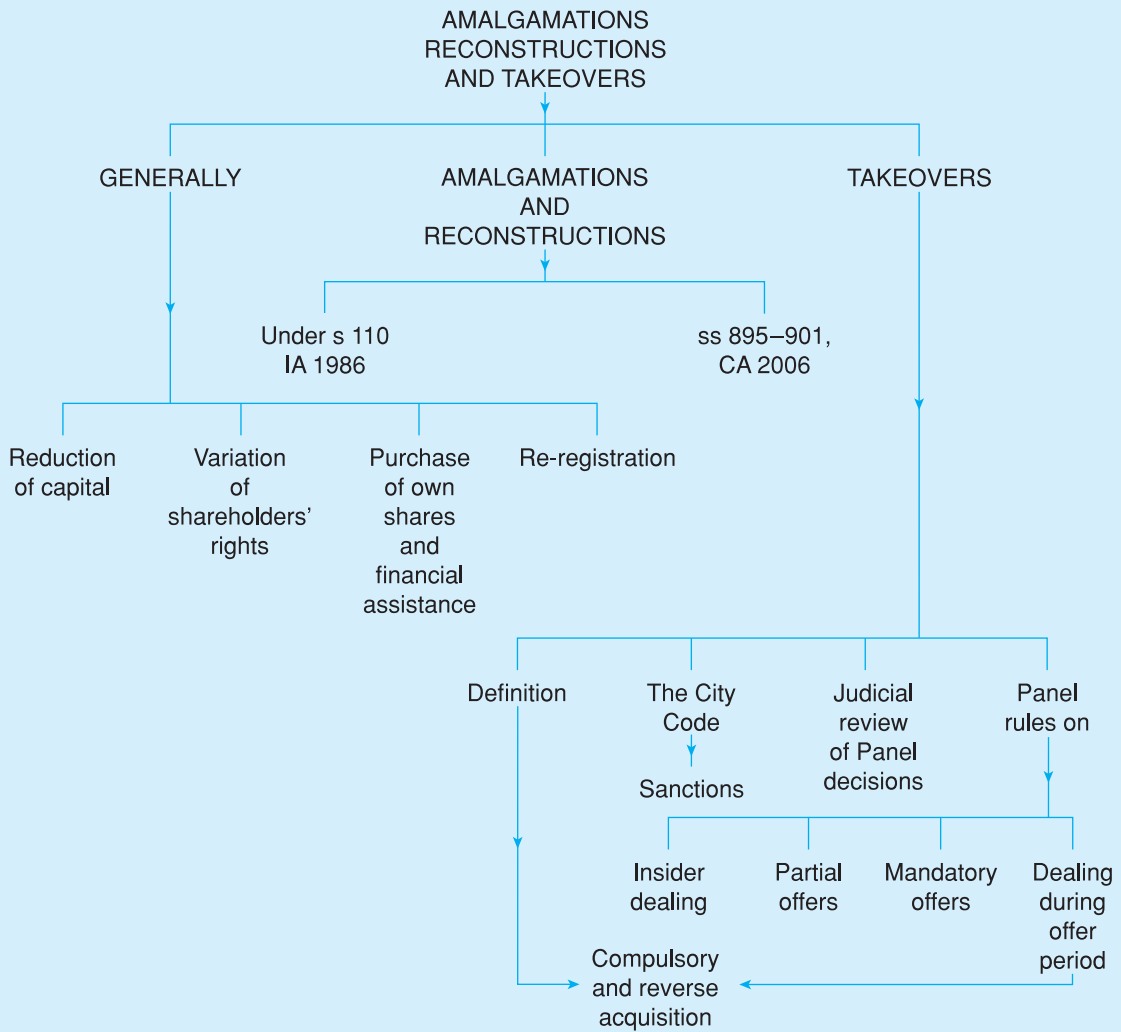 AMALGAMATIONS
RECONSTRUCTIONS
AND TAKEOVERS
GENERALLY
AMALGAMATIONS
AND
RECONSTRUCTIONS
TAKEOVERS
Under s 110
IA 1986
ss 895–901,
CA 2006
Reduction
of capital
Variation
of
shareholders’
rights
Purchase
of own
shares
and
financial
assistance
Re-registration
Definition
The City
Code
Sanctions
Judicial
review
of Panel
decisions
Panel
rules on
Insider
dealing
Partial
offers
Mandatory
offers
Dealing
during
offer
period
Compulsory
and reverse
acquisition